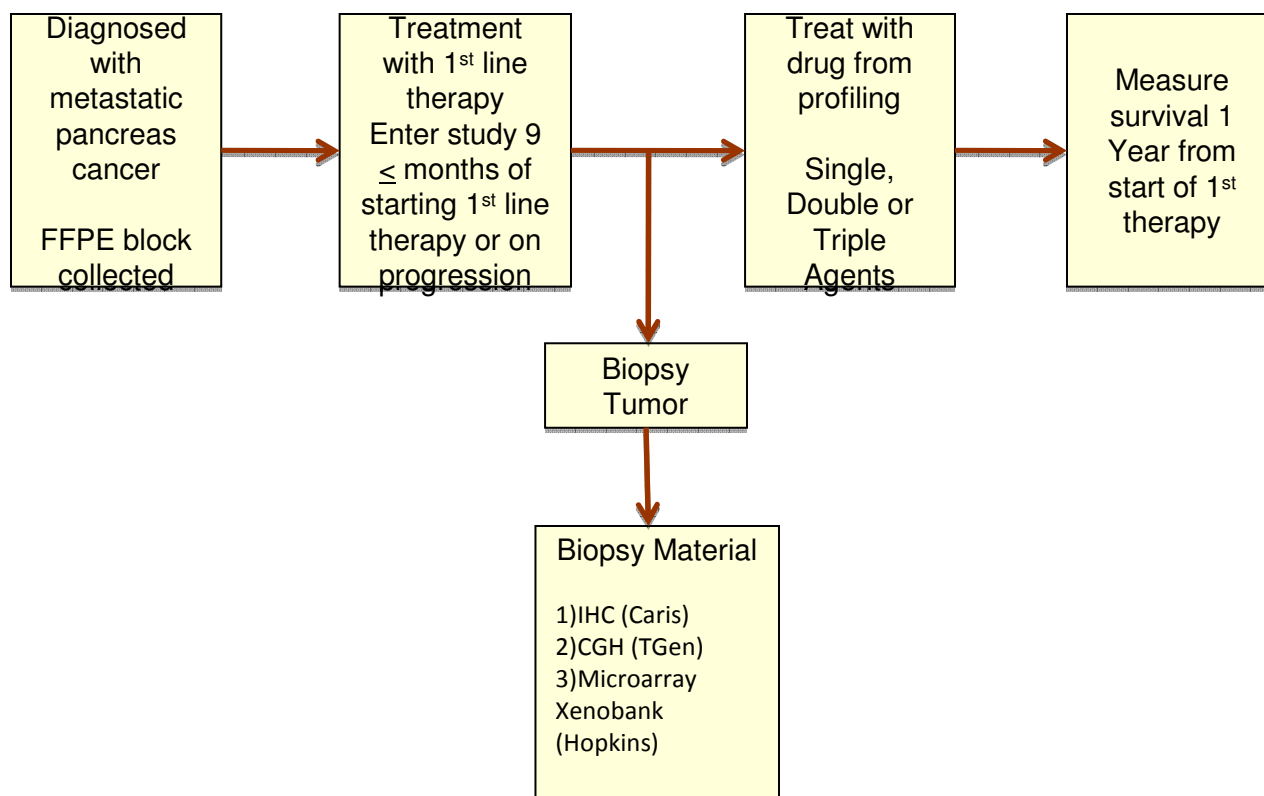 Diagnosed
with
metastatic
pancreas
cancer
FFPE block
collected
Treatment
with 1st line
therapy
Enter study 9
≤ months of
starting 1st line
therapy or on
progression
Treat with
drug from
profiling
Single,
Double or
Triple
Agents
Measure
survival 1
Year from
start of 1st
therapy
Biopsy
Tumor
Biopsy Material
1)IHC (Caris)
2)CGH (TGen)
3)Microarray
Xenobank
(Hopkins)